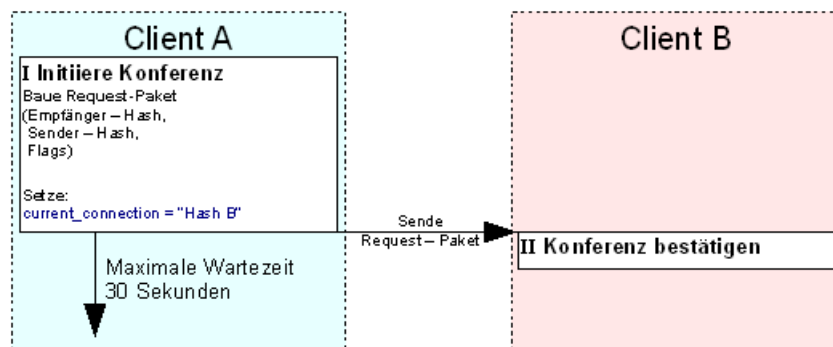 Client A
I Initiiere Konferenz
Baue Request-Paket
(Empfänger – Hash,
Sender – Hash,
Flags)
Setze:
current_connection = "Hash B"
Maximale Wartezeit
30 Sekunden
Sende
Request – Paket
Client B
II Konferenz bestätigen